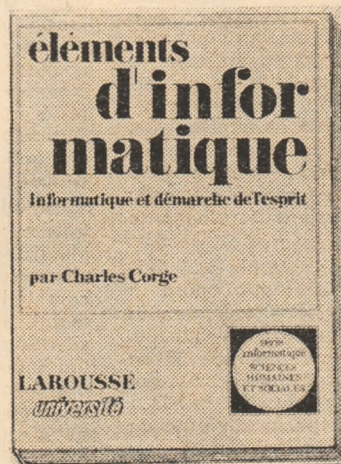 éléments
d'infor
matique
informatique et démarche de l'esprit
par Charles Corge
LAROUSSE
université
série
informatique
SCIENCES
HUMAINES
ET SOCIALES